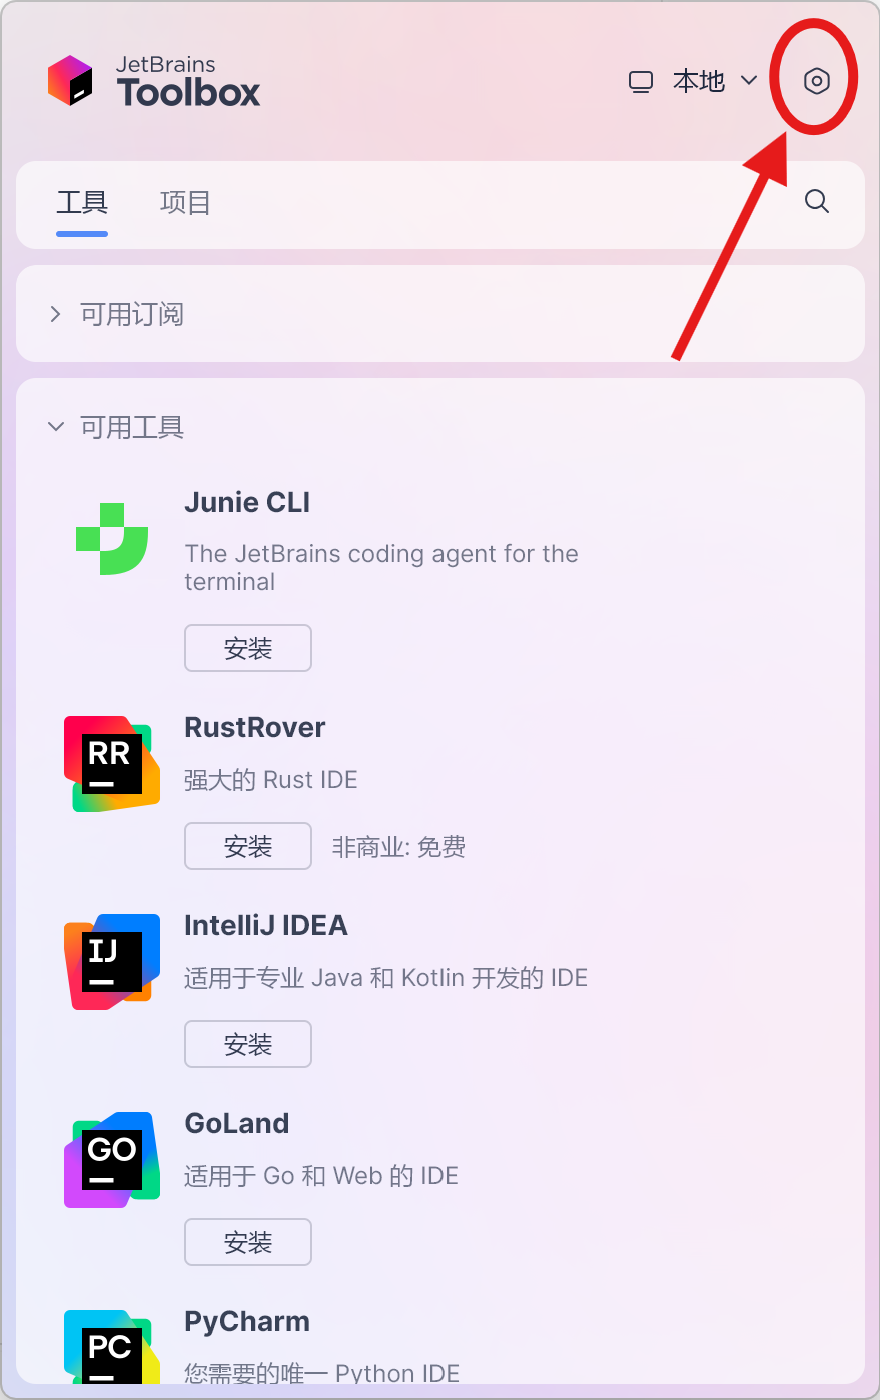 JetBrains
Toolbox
本地
工具 项目
可用订阅
可用工具
Junie CLI
The JetBrains coding agent for the
terminal
安装
RR
RustRover
强大的 Rust IDE
安装 非商业: 免费
IJ
IntelliJ IDEA
适用于专业 Java 和 Kotlin 开发的 IDE
安装
GO
GoLand
适用于 Go 和 Web 的 IDE
安装
PC
PyCharm
您需要的唯一 Python IDE